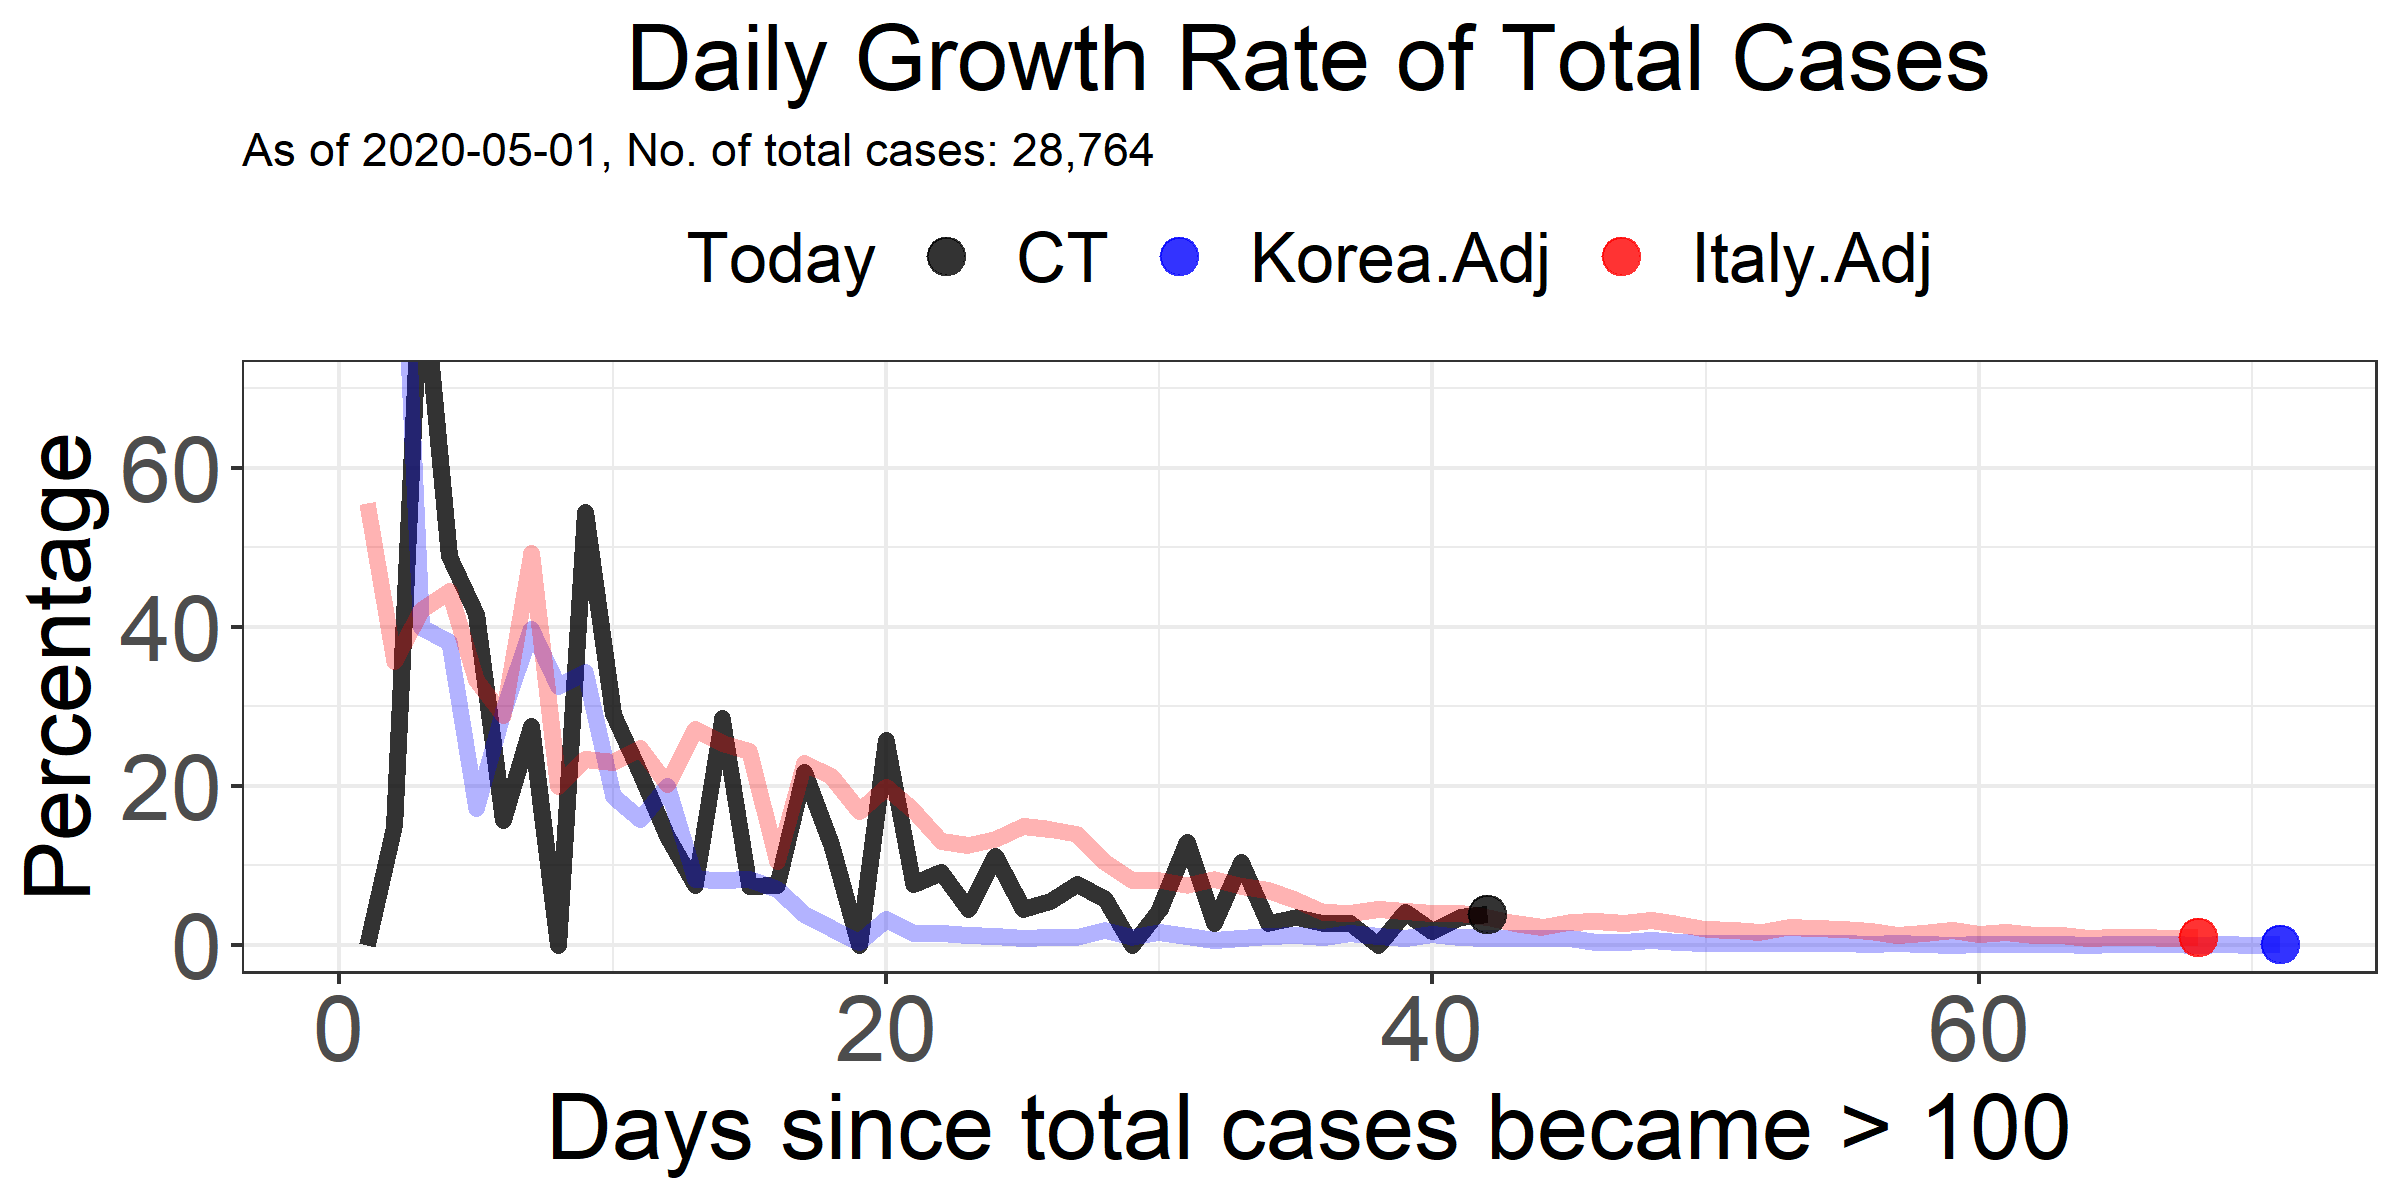 Daily Growth Rate of Total Cases
As of 2020-05-01, No. of total cases: 28,764
Today CT Korea.Adj Italy.Adj
Percentage
60
40
20
0
0 20 40 60
Days since total cases became > 100